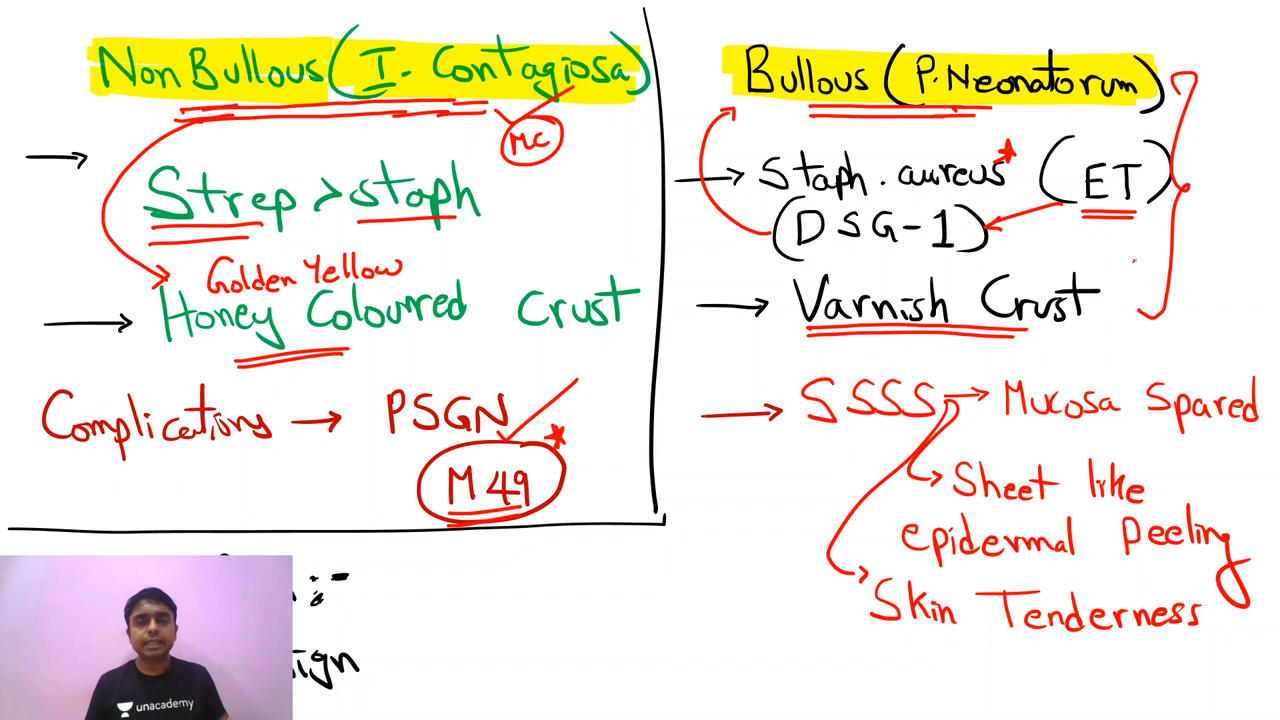 Non Bullous (I. Contagiosa)
MC
Strep > staph
Golden Yellow
Honey Coloured Crust
Complications → PSGN
M 49
Bullous (P. Neonatorum)
→ Staph. aureus* (ET)
(DSG-1)
→ Varnish Crust
→ SSSS → Mucosa Spared
→ Sheet like
epidermal Peeling
→ Skin Tenderness
unacademy